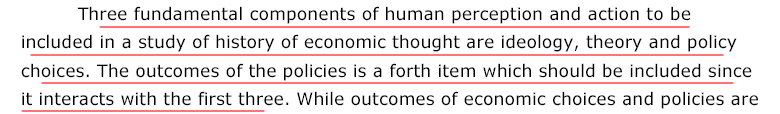 Three fundamental components of human perception and action to be
included in a study of history of economic thought are ideology, theory and policy
choices. The outcomes of the policies is a forth item which should be included since
it interacts with the first three. While outcomes of economic choices and policies are